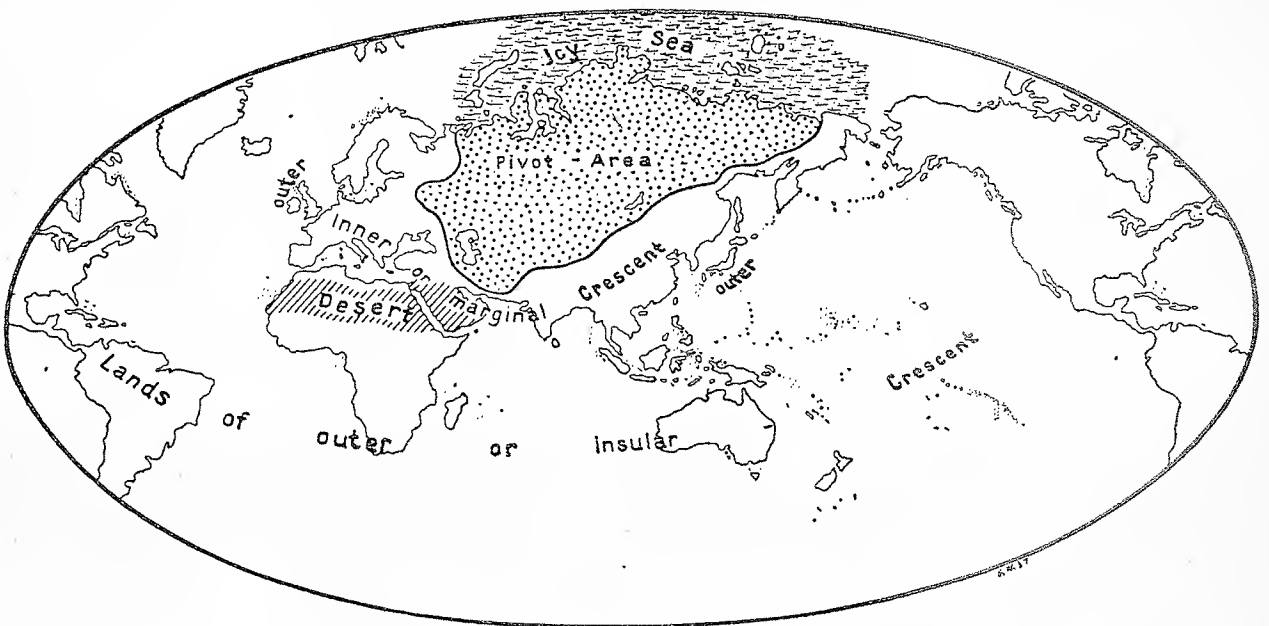 Icy Sea
Pivot - Area
outer
Inner
or
marginal
Crescent
Desert
outer
Lands
of
outer
or
insular
Crescent